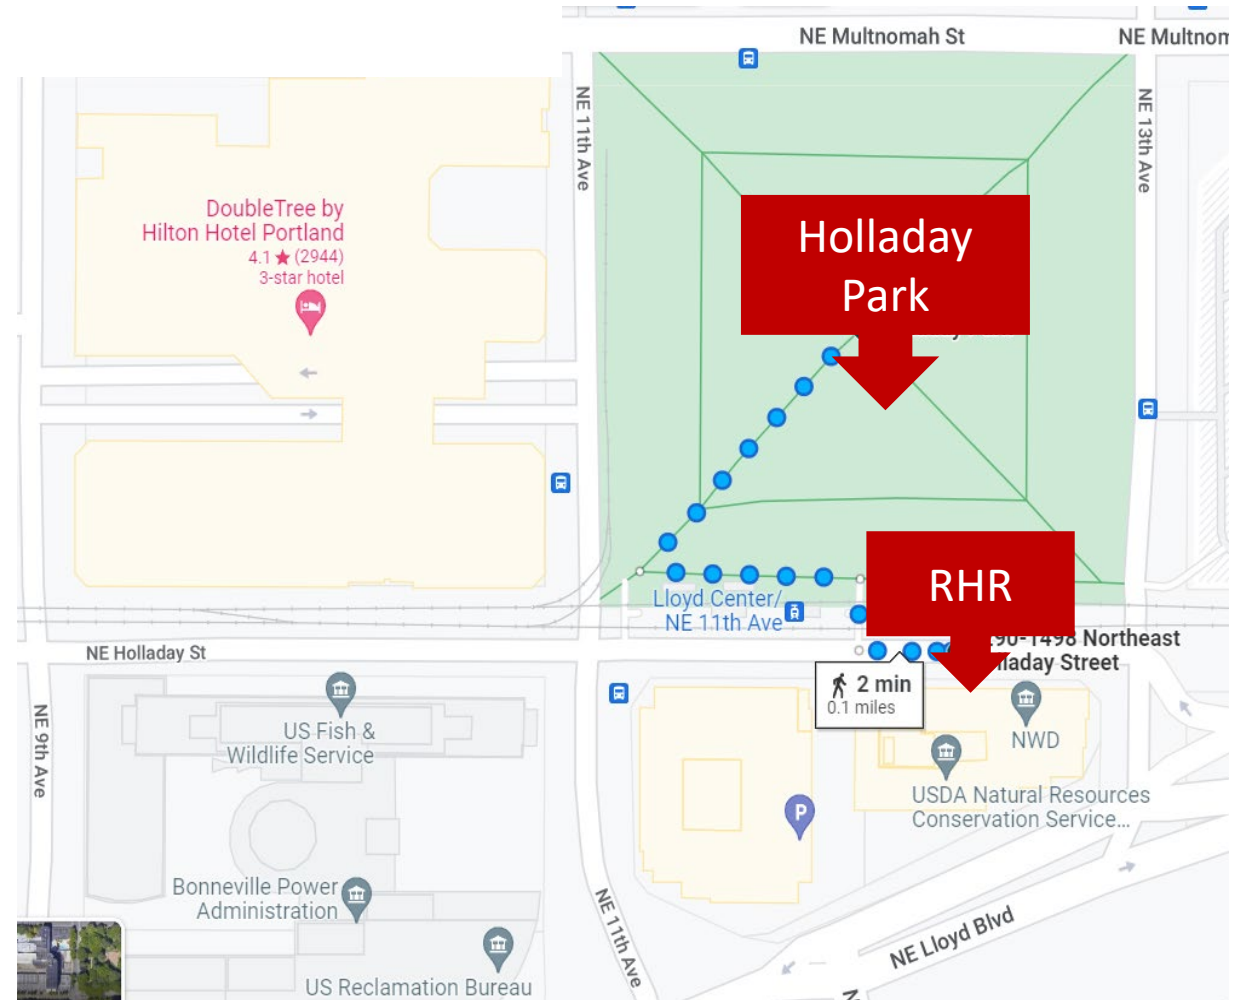 NE Multnomah St
NE Multnom
NE 11th Ave
NE 13th Ave
DoubleTree by
Hilton Hotel Portland
4.1 ★ (2944)
3-star hotel
Holladay
Park
RHR
Lloyd Center/
NE 11th Ave
90-1498 Northeast
lladay Street
NE Holladay St
2 min
0.1 miles
US Fish &
Wildlife Service
NWD
NE 9th Ave
USDA Natural Resources
Conservation Service...
P
Bonneville Power
Administration
NE 11th Ave
NE Lloyd Blvd
US Reclamation Bureau